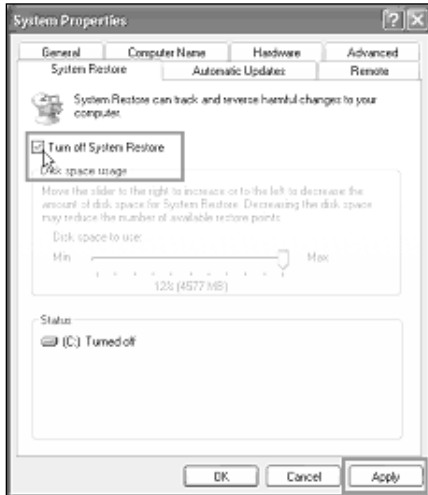 System Properties
General Computer Name Hardware Advanced
System Restore Automatic Updates Remote
System Restore can track and reverse harmful changes to your
computer.
Turn off System Restore
Disk space usage
Move the slider to the right to increase or to the left to decrease the
amount of disk space for System Restore. Decreasing the disk space
may reduce the number of available restore points.
Disk space to use:
Min Max
12% (4577 MB)
Status
(C:) Turned off
OK Cancel Apply